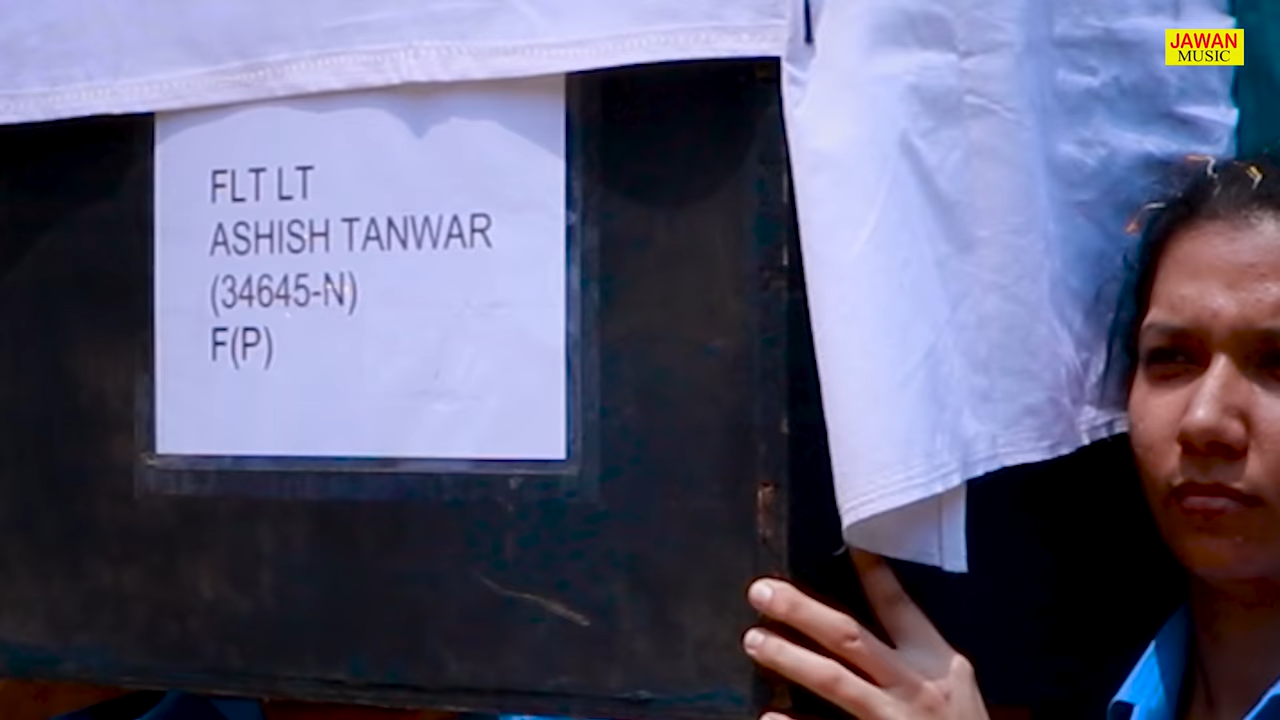 JAWAN
MUSIC
FLT LT
ASHISH TANWAR
(34645-N)
F(P)